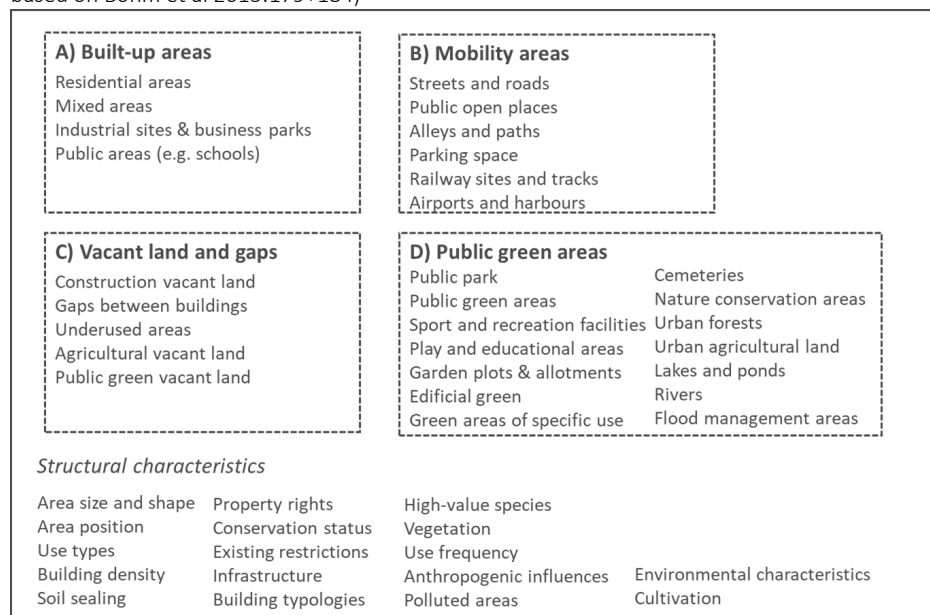 based on Böhm et al 2015:179+184)
A) Built-up areas
Residential areas
Mixed areas
Industrial sites & business parks
Public areas (e.g. schools)
B) Mobility areas
Streets and roads
Public open places
Alleys and paths
Parking space
Railway sites and tracks
Airports and harbours
C) Vacant land and gaps
Construction vacant land
Gaps between buildings
Underused areas
Agricultural vacant land
Public green vacant land
D) Public green areas
Public park
Public green areas
Sport and recreation facilities
Play and educational areas
Garden plots & allotments
Edificial green
Green areas of specific use
Cemeteries
Nature conservation areas
Urban forests
Urban agricultural land
Lakes and ponds
Rivers
Flood management areas
Structural characteristics
Area size and shape
Area position
Use types
Building density
Soil sealing
Property rights
Conservation status
Existing restrictions
Infrastructure
Building typologies
High-value species
Vegetation
Use frequency
Anthropogenic influences
Polluted areas
Environmental characteristics
Cultivation